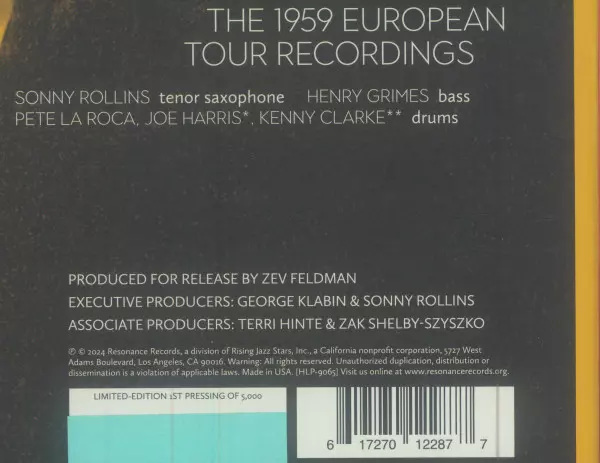 THE 1959 EUROPEAN
TOUR RECORDINGS
SONNY ROLLINS tenor saxophone HENRY GRIMES bass
PETE LA ROCA, JOE HARRIS*, KENNY CLARKE** drums
PRODUCED FOR RELEASE BY ZEV FELDMAN
EXECUTIVE PRODUCERS: GEORGE KLABIN & SONNY ROLLINS
ASSOCIATE PRODUCERS: TERRI HINTE & ZAK SHELBY-SZYSZKO
℗ © 2024 Resonance Records, a division of Rising Jazz Stars, Inc., a California nonprofit corporation, 5727 West
Adams Boulevard, Los Angeles, CA 90016. Warning: All rights reserved. Unauthorized duplication, distribution or
dissemination is a violation of applicable laws. Made in USA. [HLP-9065] Visit us online at www.resonancerecords.org.
LIMITED-EDITION 1ST PRESSING OF 5,000
6 17270 12287 7